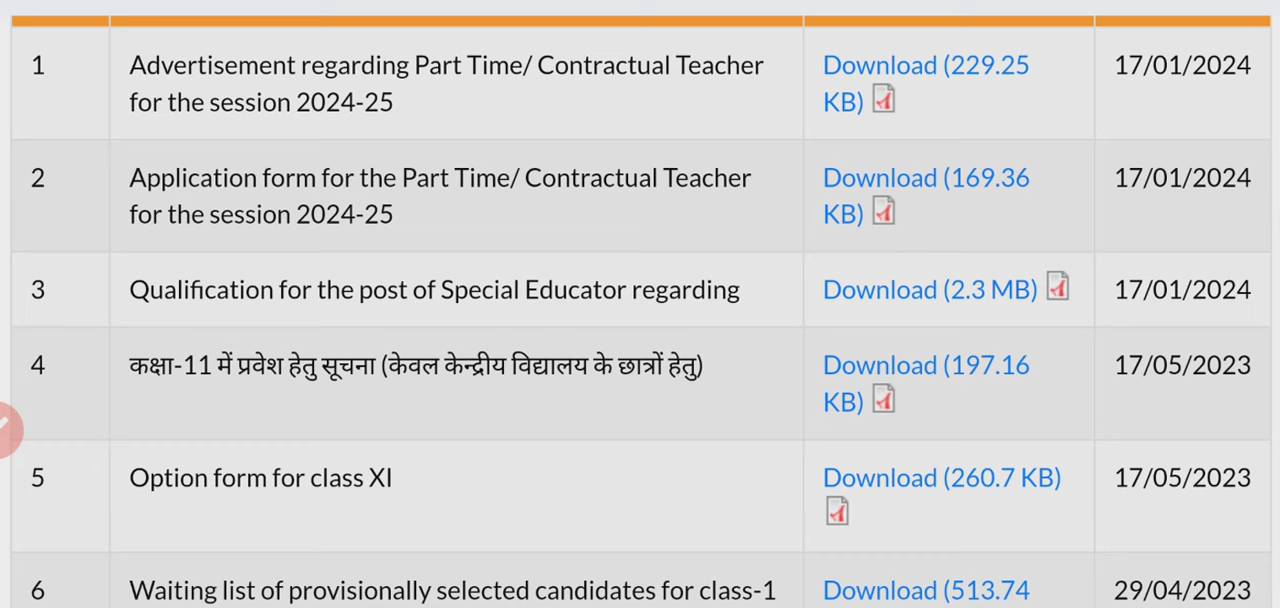 1
Advertisement regarding Part Time/ Contractual Teacher
for the session 2024-25
Download (229.25
KB)
17/01/2024
2
Application form for the Part Time/ Contractual Teacher
for the session 2024-25
Download (169.36
KB)
17/01/2024
3
Qualification for the post of Special Educator regarding
Download (2.3 MB)
17/01/2024
4
कक्षा-11 में प्रवेश हेतु सूचना (केवल केन्द्रीय विद्यालय के छात्रों हेतु)
Download (197.16
KB)
17/05/2023
5
Option form for class XI
Download (260.7 KB)
17/05/2023
6
Waiting list of provisionally selected candidates for class-1
Download (513.74
29/04/2023